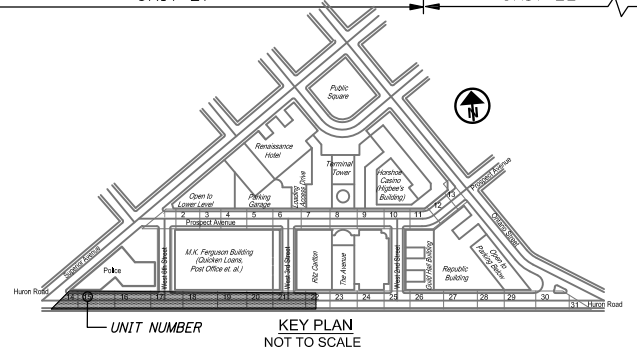 Public
Square
N
Renaissance
Hotel
Terminal
Tower
Horshoe
Casino
(Higbee's
Building)
Prospect Avenue
Open to
Lower Level
Parking
Garage
Loading
Access Drive
13
12
2 3 4 5 6 7 8 9 10 11
Prospect Avenue
Superior Avenue
Ontario Street
Police
West 6th Street
M.K. Ferguson Building
(Quicken Loans,
Post Office et. al.)
West 3rd Street
Ritz Carlton
The Avenue
West 2nd Street
Guild Hall Building
Republic
Building
Open to
Parking Below
Huron Road
14 15 16 17 18 19 20 21 22 23 24 25 26 27 28 29 30
31 Huron Road
UNIT NUMBER
KEY PLAN
NOT TO SCALE